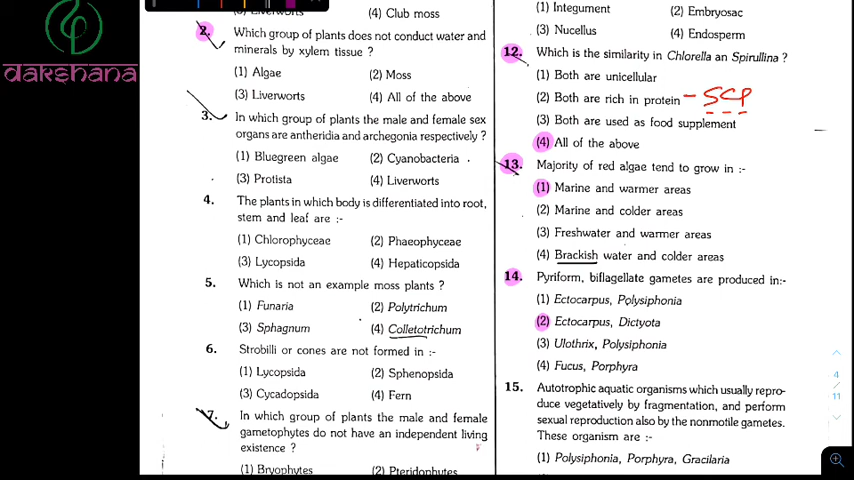 dakshana
(3) Liverworts (4) Club moss
2. Which group of plants does not conduct water and
minerals by xylem tissue ?
(1) Algae (2) Moss
(3) Liverworts (4) All of the above
3. In which group of plants the male and female sex
organs are antheridia and archegonia respectively ?
(1) Bluegreen algae (2) Cyanobacteria
(3) Protista (4) Liverworts
4. The plants in which body is differentiated into root,
stem and leaf are :-
(1) Chlorophyceae (2) Phaeophyceae
(3) Lycopsida (4) Hepaticopsida
5. Which is not an example moss plants ?
(1) Funaria (2) Polytrichum
(3) Sphagnum (4) Colletotrichum
6. Strobilli or cones are not formed in :-
(1) Lycopsida (2) Sphenopsida
(3) Cycadopsida (4) Fern
7. In which group of plants the male and female
gametophytes do not have an independent living
existence ?
(1) Bryophytes (2) Pteridophytes
(1) Integument (2) Embryosac
(3) Nucellus (4) Endosperm
12. Which is the similarity in Chlorella an Spirullina ?
(1) Both are unicellular
(2) Both are rich in protein - SCP
(3) Both are used as food supplement
(4) All of the above
13. Majority of red algae tend to grow in :-
(1) Marine and warmer areas
(2) Marine and colder areas
(3) Freshwater and warmer areas
(4) Brackish water and colder areas
14. Pyriform, biflagellate gametes are produced in:-
(1) Ectocarpus, Polysiphonia
(2) Ectocarpus, Dictyota
(3) Ulothrix, Polysiphonia
(4) Fucus, Porphyra
15. Autotrophic aquatic organisms which usually repro-
duce vegetatively by fragmentation, and perform
sexual reproduction also by the nonmotile gametes.
These organism are :-
(1) Polysiphonia, Porphyra, Gracilaria
4
11